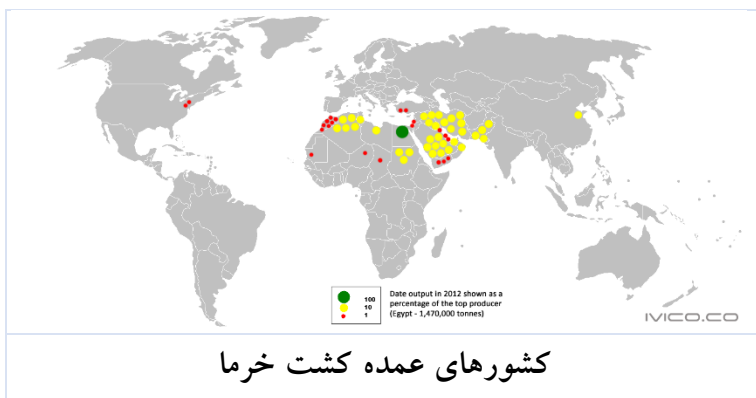 100
10
1
Date output in 2012 shown as a
percentage of the top producer
(Egypt - 1,470,000 tonnes)
IVICO.CO
کشورهای عمده کشت خرما